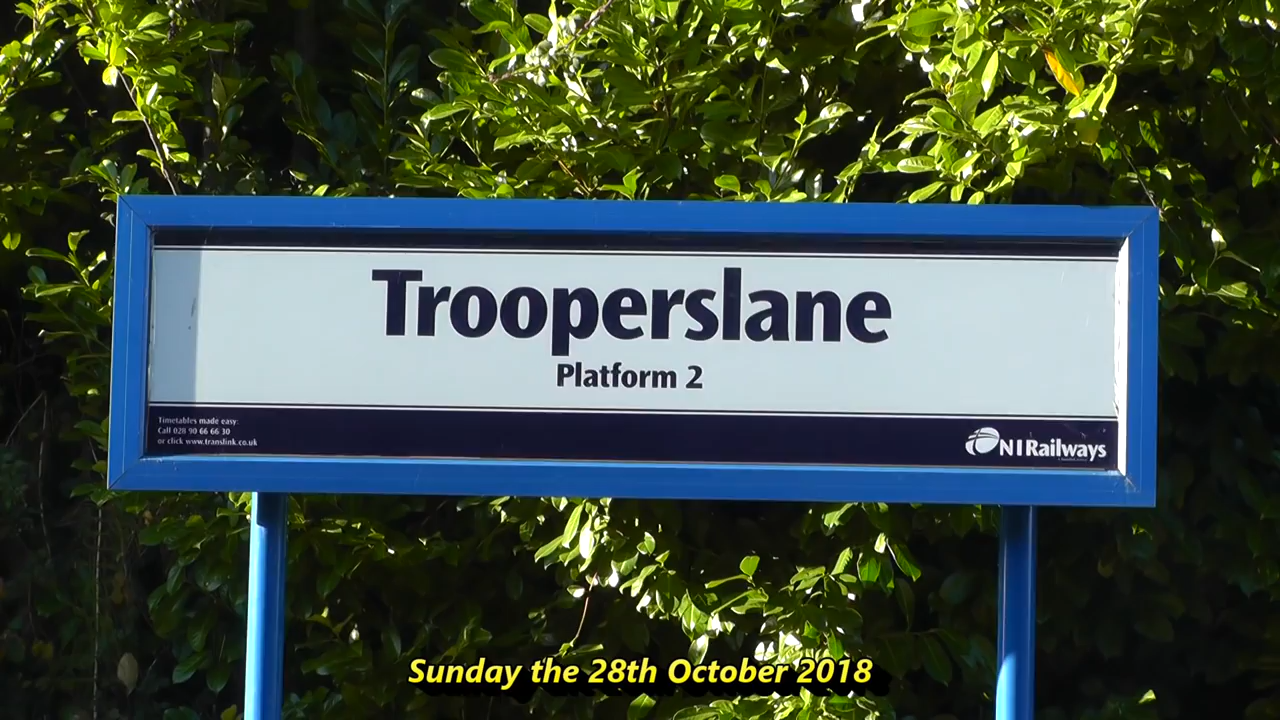 Trooperslane
Platform 2
Timetables made easy:
Call 028 90 66 66 30
or click www.translink.co.uk
NIRailways
Sunday the 28th October 2018